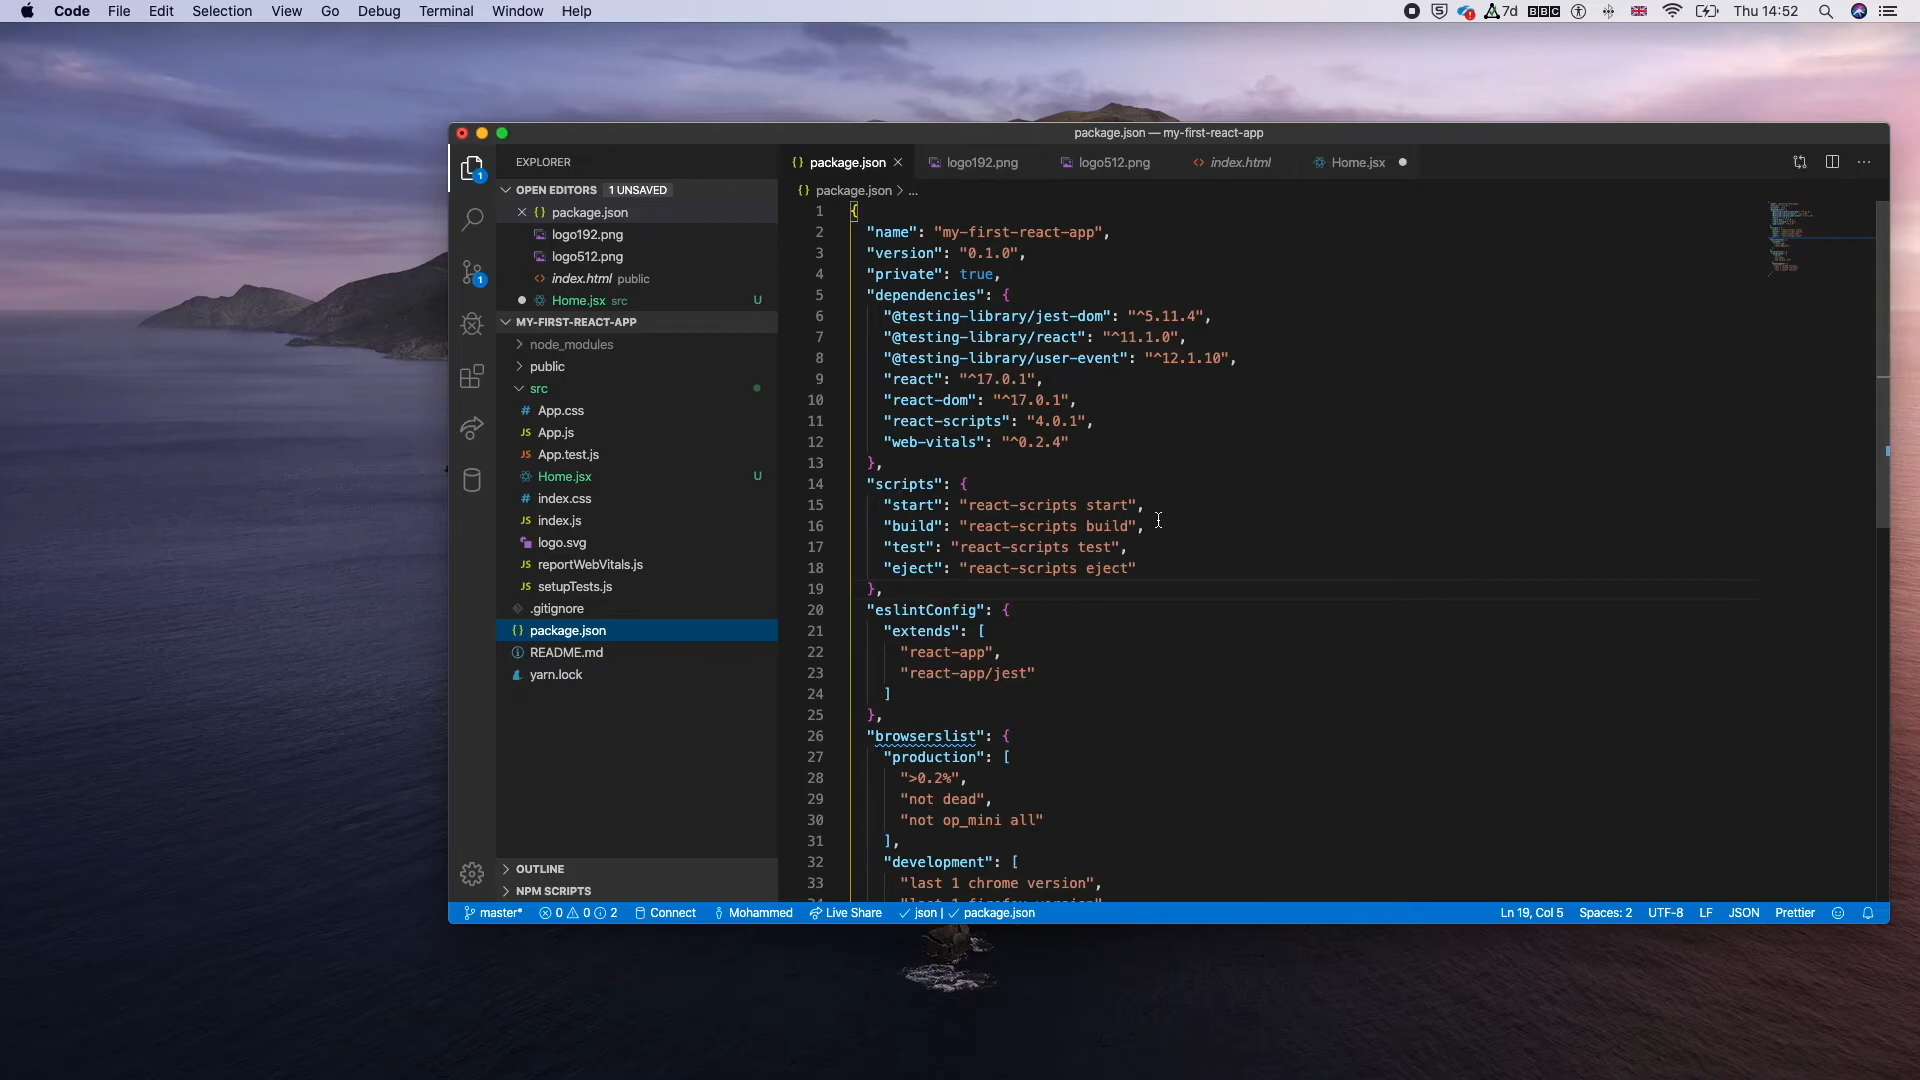 Code File Edit Selection View Go Debug Terminal Window Help
7d BBC Thu 14:52
package.json — my-first-react-app
EXPLORER
OPEN EDITORS 1 UNSAVED
{} package.json
logo192.png
logo512.png
<> index.html public
Home.jsx src U
MY-FIRST-REACT-APP
node_modules
public
src
# App.css
JS App.js
JS App.test.js
Home.jsx U
# index.css
JS index.js
logo.svg
JS reportWebVitals.js
JS setupTests.js
.gitignore
{} package.json
README.md
yarn.lock
OUTLINE
NPM SCRIPTS
{} package.json logo192.png logo512.png <> index.html Home.jsx
{} package.json > ...
1 {
2 "name": "my-first-react-app",
3 "version": "0.1.0",
4 "private": true,
5 "dependencies": {
6 "@testing-library/jest-dom": "^5.11.4",
7 "@testing-library/react": "^11.1.0",
8 "@testing-library/user-event": "^12.1.10",
9 "react": "^17.0.1",
10 "react-dom": "^17.0.1",
11 "react-scripts": "4.0.1",
12 "web-vitals": "^0.2.4"
13 },
14 "scripts": {
15 "start": "react-scripts start",
16 "build": "react-scripts build",
17 "test": "react-scripts test",
18 "eject": "react-scripts eject"
19 },
20 "eslintConfig": {
21 "extends": [
22 "react-app",
23 "react-app/jest"
24 ]
25 },
26 "browserslist": {
27 "production": [
28 ">0.2%",
29 "not dead",
30 "not op_mini all"
31 ],
32 "development": [
33 "last 1 chrome version",
master* 0 0 2 Connect Mohammed Live Share json | package.json Ln 19, Col 5 Spaces: 2 UTF-8 LF JSON Prettier